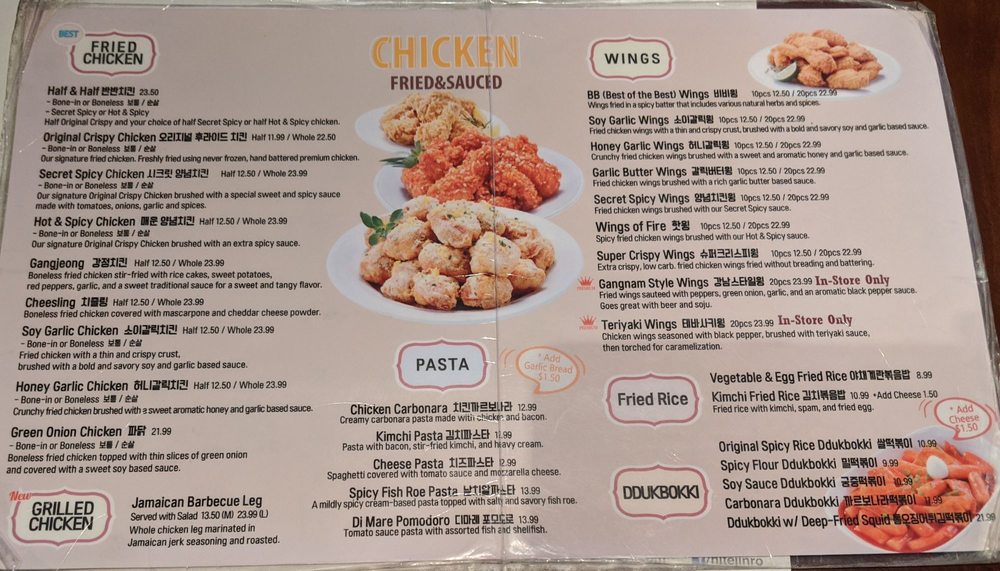 BEST
FRIED
CHICKEN
Half & Half 반반치킨 23.50
- Bone-in or Boneless 보통 / 순살
- Secret Spicy or Hot & Spicy
Half Original Crispy and your choice of half Secret Spicy or half Hot & Spicy chicken.
Original Crispy Chicken 오리지널 후라이드 치킨 Half 11.99 / Whole 22.50
- Bone-in or Boneless 보통 / 순살
Our signature fried chicken. Freshly fried using never frozen, hand battered premium chicken.
Secret Spicy Chicken 시크릿 양념치킨 Half 12.50 / Whole 23.99
- Bone-in or Boneless 보통 / 순살
Our signature Original Crispy Chicken brushed with a special sweet and spicy sauce
made with tomatoes, onions, garlic and spices.
Hot & Spicy Chicken 매운 양념치킨 Half 12.50 / Whole 23.99
- Bone-in or Boneless 보통 / 순살
Our signature Original Crispy Chicken brushed with an extra spicy sauce.
Gangjeong 강정치킨 Half 12.50 / Whole 23.99
Boneless fried chicken stir-fried with rice cakes, sweet potatoes,
red peppers, garlic, and a sweet traditional sauce for a sweet and tangy flavor.
Cheesling 치즐링 Half 12.50 / Whole 23.99
Boneless fried chicken covered with mascarpone and cheddar cheese powder.
Soy Garlic Chicken 소이갈릭치킨 Half 12.50 / Whole 23.99
- Bone-in or Boneless 보통 / 순살
Fried chicken with a thin and crispy crust,
brushed with a bold and savory soy and garlic based sauce.
Honey Garlic Chicken 허니갈릭치킨 Half 12.50 / Whole 23.99
- Bone-in or Boneless 보통 / 순살
Crunchy fried chicken brushed with a sweet aromatic honey and garlic based sauce.
Green Onion Chicken 파닭 21.99
- Bone-in or Boneless 보통 / 순살
Boneless fried chicken topped with thin slices of green onion
and covered with a sweet soy based sauce.
New
GRILLED
CHICKEN
Jamaican Barbecue Leg
Served with Salad 13.50 (M) 23.99 (L)
Whole chicken leg marinated in
Jamaican jerk seasoning and roasted.
CHICKEN
FRIED&SAUCED
PASTA
* Add
Garlic Bread
$1.50
Chicken Carbonara 치킨까르보나라 12.99
Creamy carbonara pasta made with chicken and bacon.
Kimchi Pasta 김치파스타 12.99
Pasta with bacon, stir-fried kimchi, and heavy cream.
Cheese Pasta 치즈파스타 12.99
Spaghetti covered with tomato sauce and mozzarella cheese.
Spicy Fish Roe Pasta 날치알파스타 13.99
A mildly spicy cream-based pasta topped with salty and savory fish roe.
Di Mare Pomodoro 디마레 포모도로 13.99
Tomato sauce pasta with assorted fish and shellfish.
WINGS
BB (Best of the Best) Wings 비비윙 10pcs 12.50 / 20pcs 22.99
Wings fried in a spicy batter that includes various natural herbs and spices.
Soy Garlic Wings 소이갈릭윙 10pcs 12.50 / 20pcs 22.99
Fried chicken wings with a thin and crispy crust, brushed with a bold and savory soy and garlic based sauce.
Honey Garlic Wings 허니갈릭윙 10pcs 12.50 / 20pcs 22.99
Crunchy fried chicken wings brushed with a sweet and aromatic honey and garlic based sauce.
Garlic Butter Wings 갈릭버터윙 10pcs 12.50 / 20pcs 22.99
Fried chicken wings brushed with a rich garlic butter based sauce.
Secret Spicy Wings 양념치킨윙 10pcs 12.50 / 20pcs 22.99
Fried chicken wings brushed with our Secret Spicy sauce.
Wings of Fire 핫윙 10pcs 12.50 / 20pcs 22.99
Spicy fried chicken wings brushed with our Hot & Spicy sauce.
Super Crispy Wings 슈퍼크리스피윙 10pcs 12.50 / 20pcs 22.99
Extra crispy, low carb. fried chicken wings fried without breading and battering.
PREMIUM
Gangnam Style Wings 강남스타일윙 20pcs 23.99 In-Store Only
Fried wings sauteed with peppers, green onion, garlic, and an aromatic black pepper sauce.
Goes great with beer and soju.
PREMIUM
Teriyaki Wings 테바사키윙 20pcs 23.99 In-Store Only
Chicken wings seasoned with black pepper, brushed with teriyaki sauce,
then torched for caramelization.
Fried Rice
Vegetable & Egg Fried Rice 야채계란볶음밥 8.99
Kimchi Fried Rice 김치볶음밥 10.99 *Add Cheese 1.50
Fried rice with kimchi, spam, and fried egg.
* Add
Cheese
$1.50
DDUKBOKKI
Original Spicy Rice Ddukbokki 쌀떡볶이 10.99
Spicy Flour Ddukbokki 밀떡볶이 9.99
Soy Sauce Ddukbokki 궁중떡볶이 10.99
Carbonara Ddukbokki 까르보나라떡볶이 11.99
Ddukbokki w/ Deep-Fried Squid 통오징어튀김떡볶이 21.99